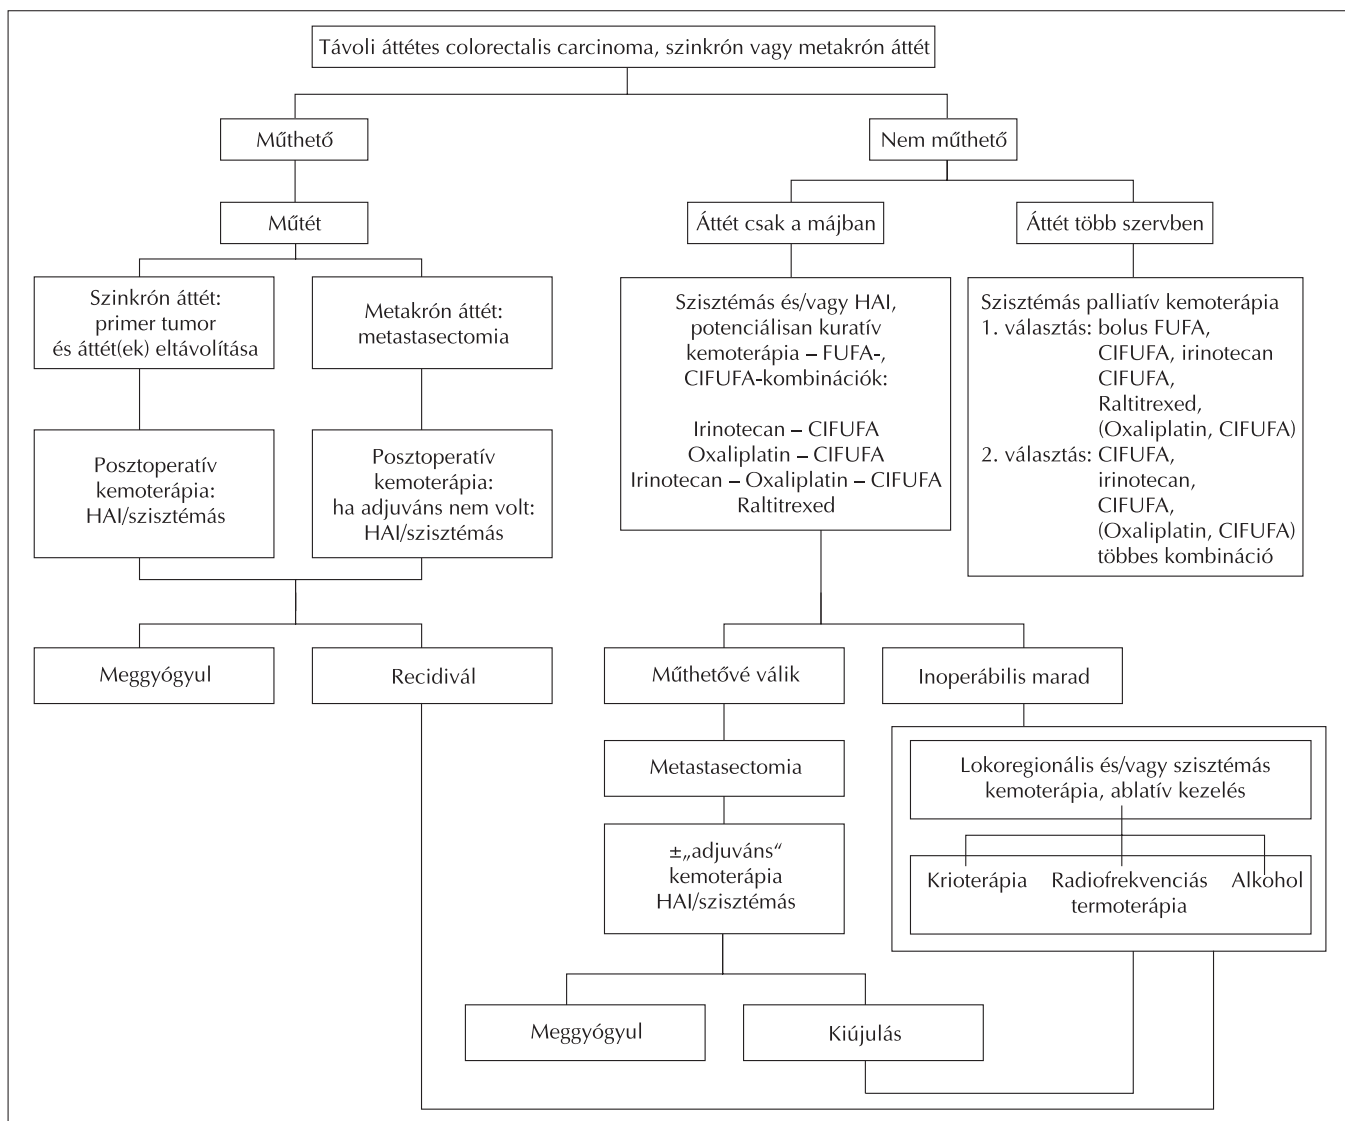 Távoli áttétes colorectalis carcinoma, szinkrón vagy metakrón áttét
Műthető
Nem műthető
Műtét
Áttét csak a májban
Áttét több szervben
Szinkrón áttét:
primer tumor
és áttét(ek) eltávolítása
Metakrón áttét:
metastasectomia
Szisztémás és/vagy HAI,
potenciálisan kuratív
kemoterápia – FUFA-,
CIFUFA-kombinációk:
Irinotecan – CIFUFA
Oxaliplatin – CIFUFA
Irinotecan – Oxaliplatin – CIFUFA
Raltitrexed
Szisztémás palliatív kemoterápia
1. választás: bolus FUFA,
CIFUFA, irinotecan
CIFUFA,
Raltitrexed,
(Oxaliplatin, CIFUFA)
2. választás: CIFUFA,
irinotecan,
CIFUFA,
(Oxaliplatin, CIFUFA)
többes kombináció
Posztoperatív
kemoterápia:
HAI/szisztémás
Posztoperatív
kemoterápia:
ha adjuváns nem volt:
HAI/szisztémás
Meggyógyul
Recidivál
Műthetővé válik
Inoperábilis marad
Metastasectomia
Lokoregionális és/vagy szisztémás
kemoterápia, ablatív kezelés
±„adjuváns“
kemoterápia
HAI/szisztémás
Krioterápia
Radiofrekvenciás
termoterápia
Alkohol
Meggyógyul
Kiújulás